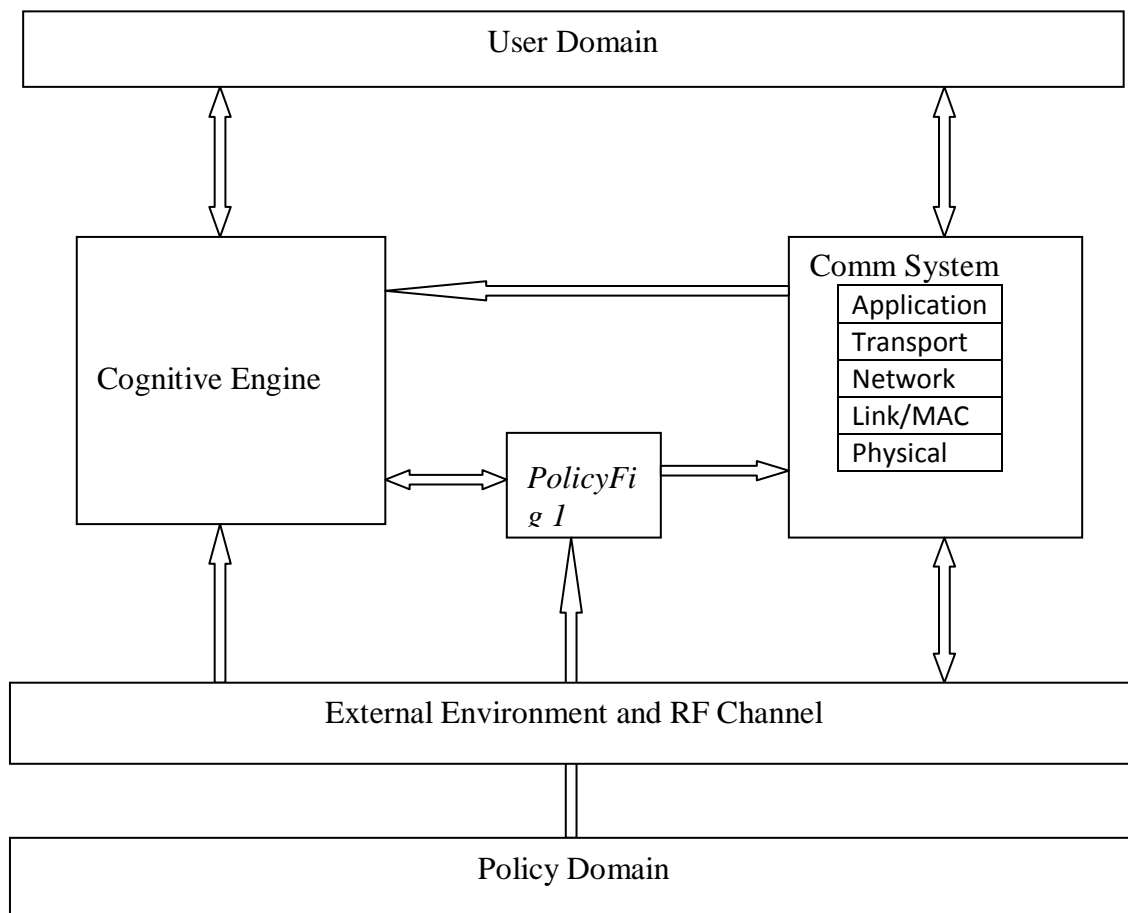 User Domain
Comm System
Application
Transport
Network
Link/MAC
Physical
Cognitive Engine
PolicyFi
g 1
External Environment and RF Channel
Policy Domain